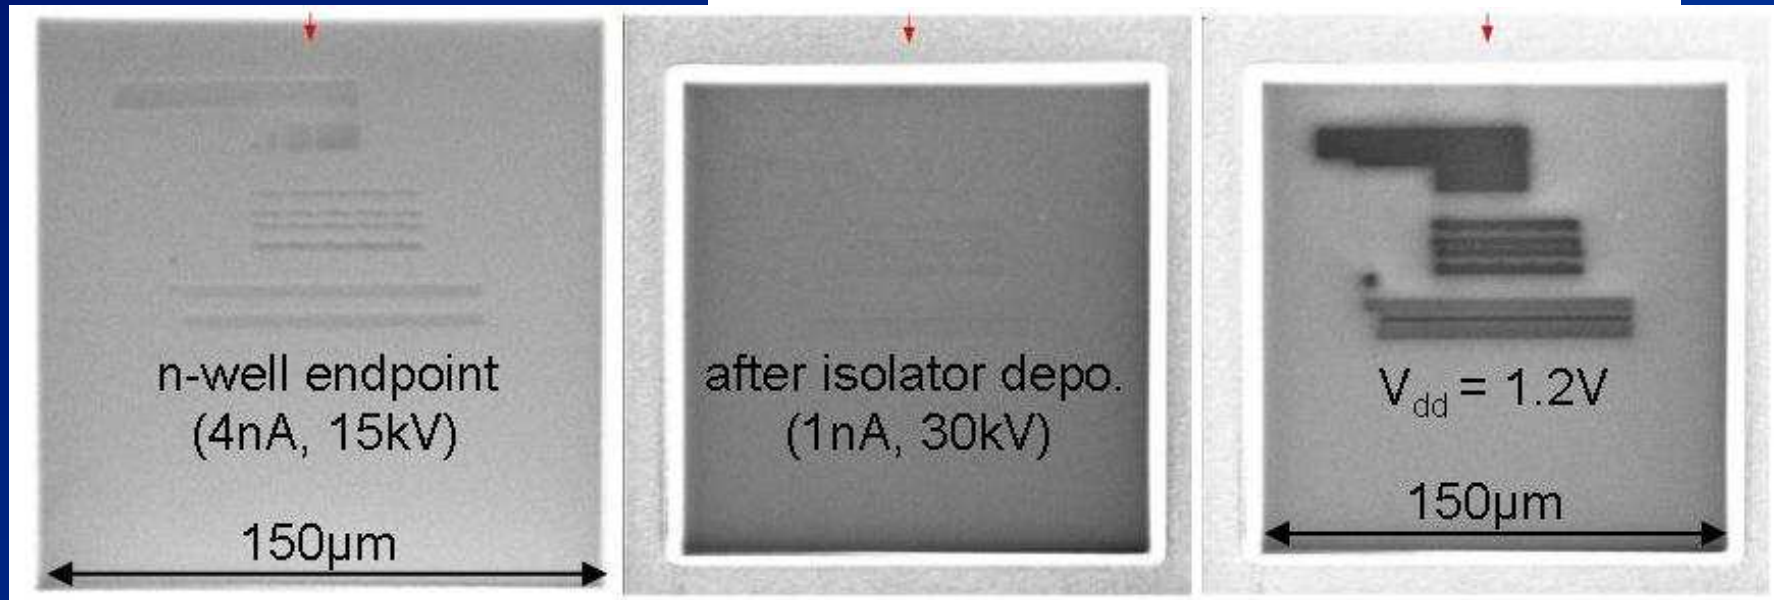 n-well endpoint
(4nA, 15kV)
150µm
after isolator depo.
(1nA, 30kV)
Vdd = 1.2V
150µm